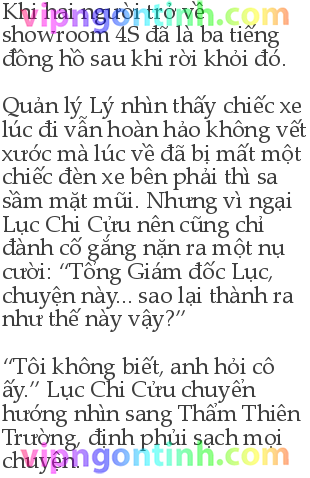 Khi hai người trở về
vipngontinh.com
showroom 4S đã là ba tiếng
đồng hồ sau khi rời khỏi đó.
Quản lý Lý nhìn thấy chiếc xe
lúc đi vẫn hoàn hảo không vết
xước mà lúc về đã bị mất một
chiếc đèn xe bên phải thì sa
sầm mặt mũi. Nhưng vì ngại
Lục Chi Cửu nên cũng chỉ
đành cố gắng nặn ra một nụ
cười: “Tổng Giám đốc Lục,
chuyện này... sao lại thành ra
như thế này vậy?”
“Tôi không biết, anh hỏi cô
ấy.” Lục Chi Cửu chuyển
hướng nhìn sang Thẩm Thiên
Trường, định phủi sạch mọi
vipngontinh.com
chuyện.